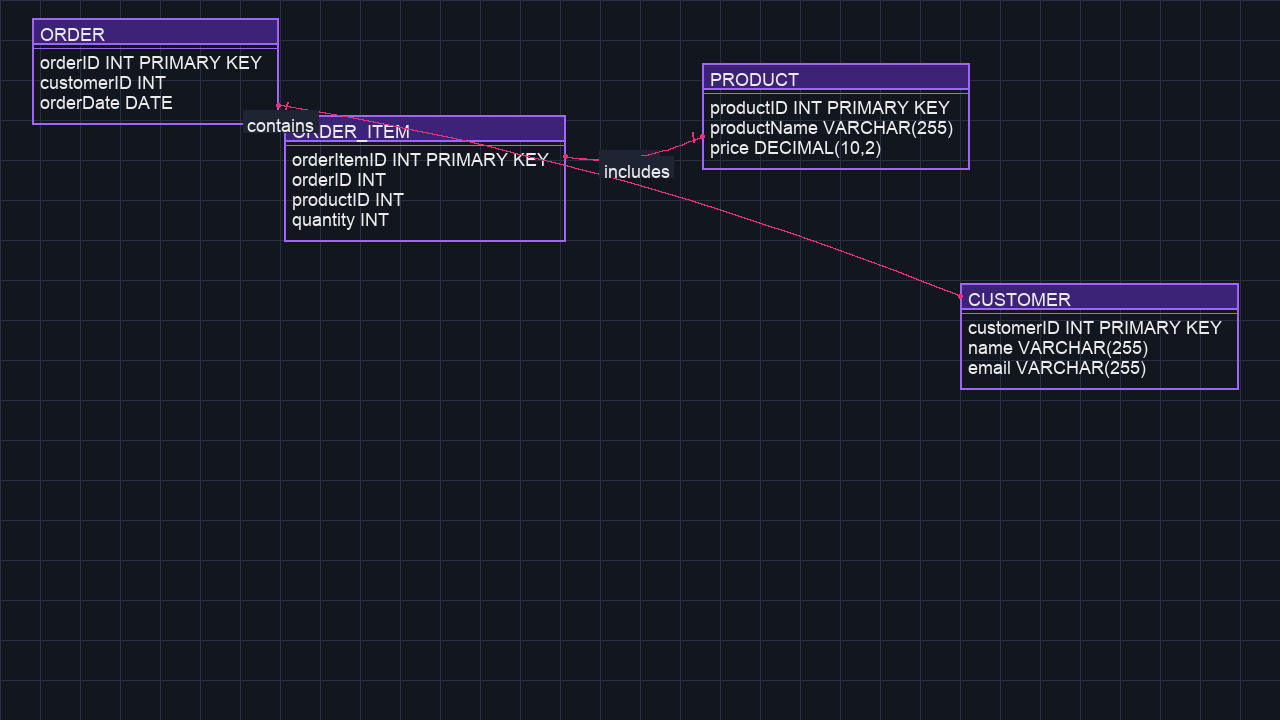 ORDER
orderID INT PRIMARY KEY
customerID INT
orderDate DATE
contains
ORDER_ITEM
orderItemID INT PRIMARY KEY
orderID INT
productID INT
quantity INT
includes
PRODUCT
productID INT PRIMARY KEY
productName VARCHAR(255)
price DECIMAL(10,2)
CUSTOMER
customerID INT PRIMARY KEY
name VARCHAR(255)
email VARCHAR(255)